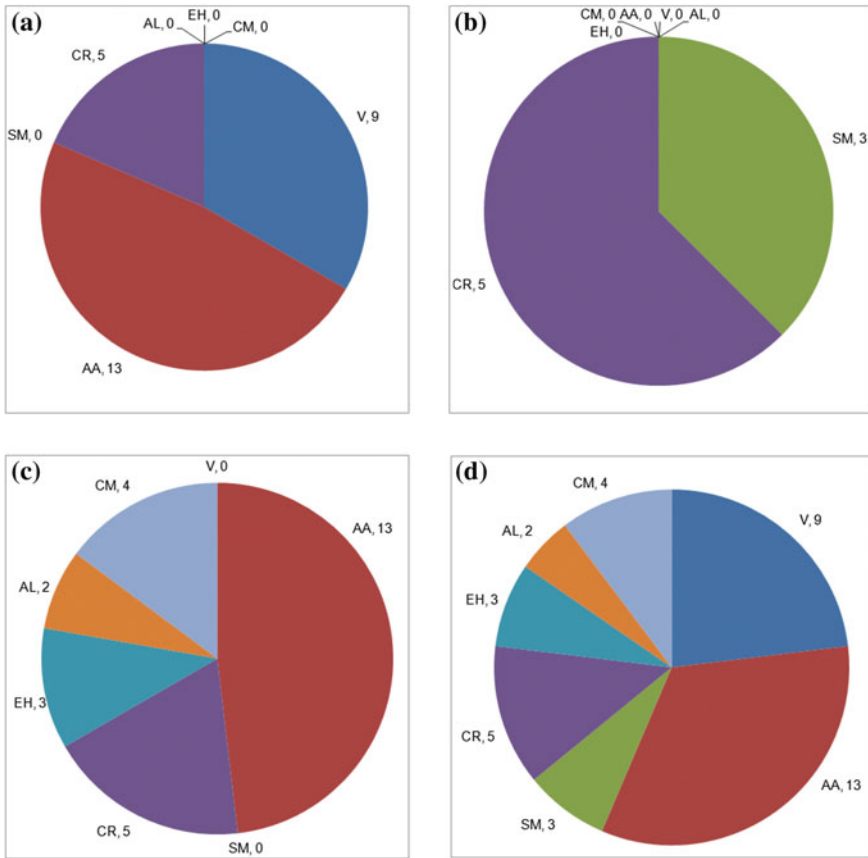 (a)
EH, 0
AL, 0
CM, 0
CR, 5
V, 9
SM, 0
AA, 13
(b)
CM, 0 AA, 0 V, 0 AL, 0
EH, 0
SM, 3
CR, 5
(c)
V, 0
CM, 4
AA, 13
AL, 2
EH, 3
CR, 5
SM, 0
(d)
CM, 4
V, 9
AL, 2
EH, 3
CR, 5
AA, 13
SM, 3